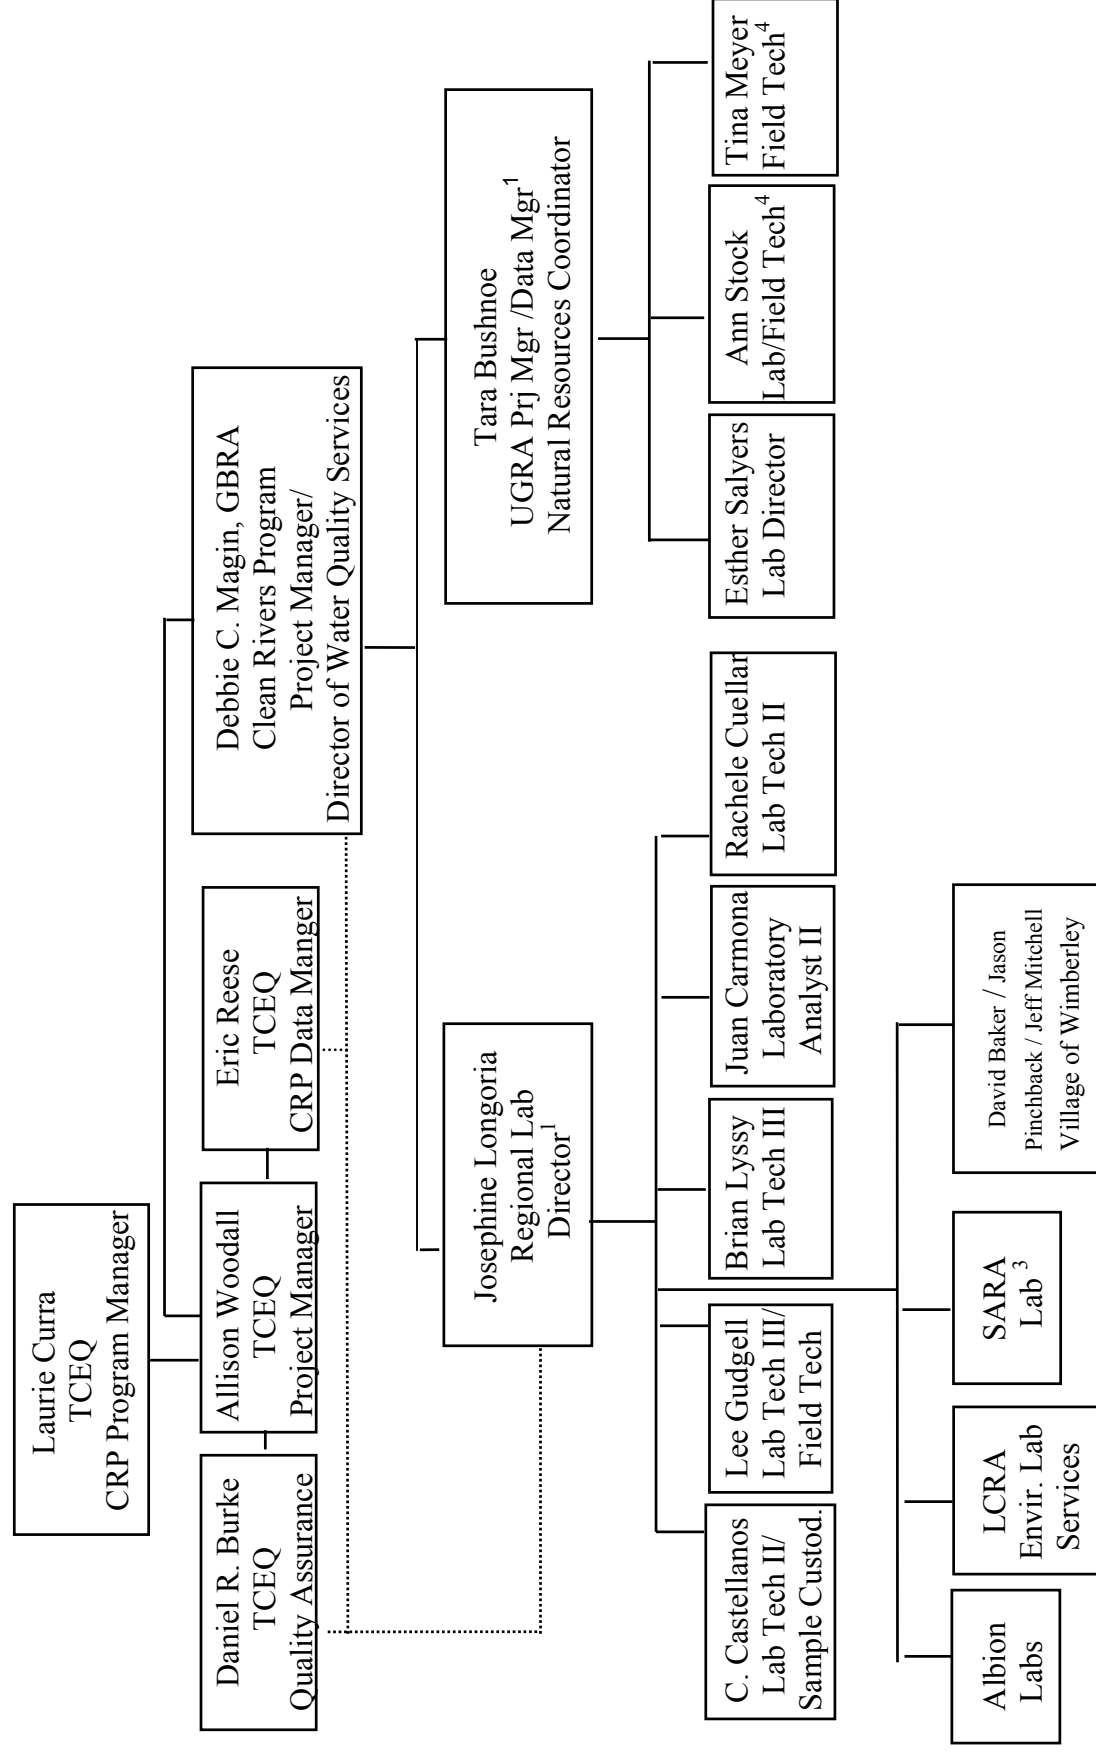 Laurie Curra
TCEQ
CRP Program Manager
Daniel R. Burke
TCEQ
Quality Assurance
Allison Woodall
TCEQ
Project Manager
Eric Reese
TCEQ
CRP Data Manger
Debbie C. Magin, GBRA
Clean Rivers Program
Project Manager/
Director of Water Quality Services
Josephine Longoria
Regional Lab
Director¹
Tara Bushnoe
UGRA Prj Mgr /Data Mgr¹
Natural Resources Coordinator
C. Castellanos
Lab Tech II/
Sample Custod.
Lee Gudgell
Lab Tech III/
Field Tech
Brian Lyssy
Lab Tech III
Juan Carmona
Laboratory
Analyst II
Rachele Cuellar
Lab Tech II
Esther Salyers
Lab Director
Ann Stock
Lab/Field Tech⁴
Tina Meyer
Field Tech⁴
Albion
Labs
LCRA
Envir. Lab
Services
SARA
Lab ³
David Baker / Jason
Pinchback / Jeff Mitchell
Village of Wimberley